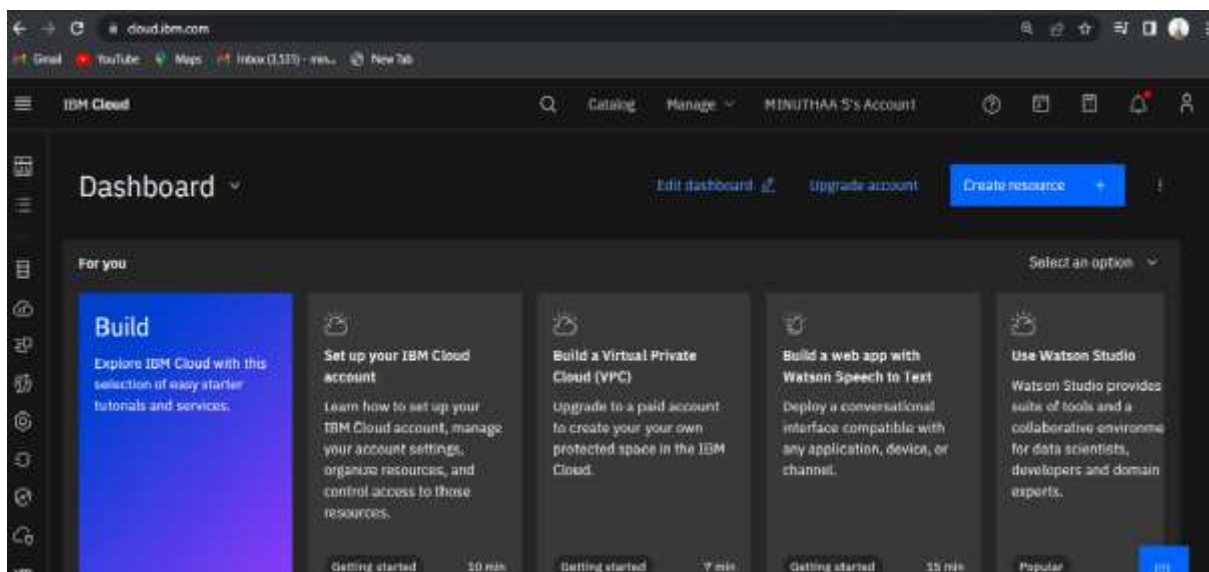 cloud.ibm.com
Gmail YouTube Maps New Tab
IBM Cloud Catalog Manage MINUTHAA S's Account
Dashboard Edit dashboard Upgrade account Create resource +
For you Select an option
Build
Explore IBM Cloud with this
selection of easy starter
tutorials and services.
Set up your IBM Cloud
account
Learn how to set up your
IBM Cloud account, manage
your account settings,
organize resources, and
control access to those
resources.
Getting started 10 min
Build a Virtual Private
Cloud (VPC)
Upgrade to a paid account
to create your your own
protected space in the IBM
Cloud.
Getting started 7 min
Build a web app with
Watson Speech to Text
Deploy a conversational
interface compatible with
any application, device, or
channel.
Getting started 15 min
Use Watson Studio
Watson Studio provides
suite of tools and a
collaborative environme
for data scientists,
developers and domain
experts.
Popular